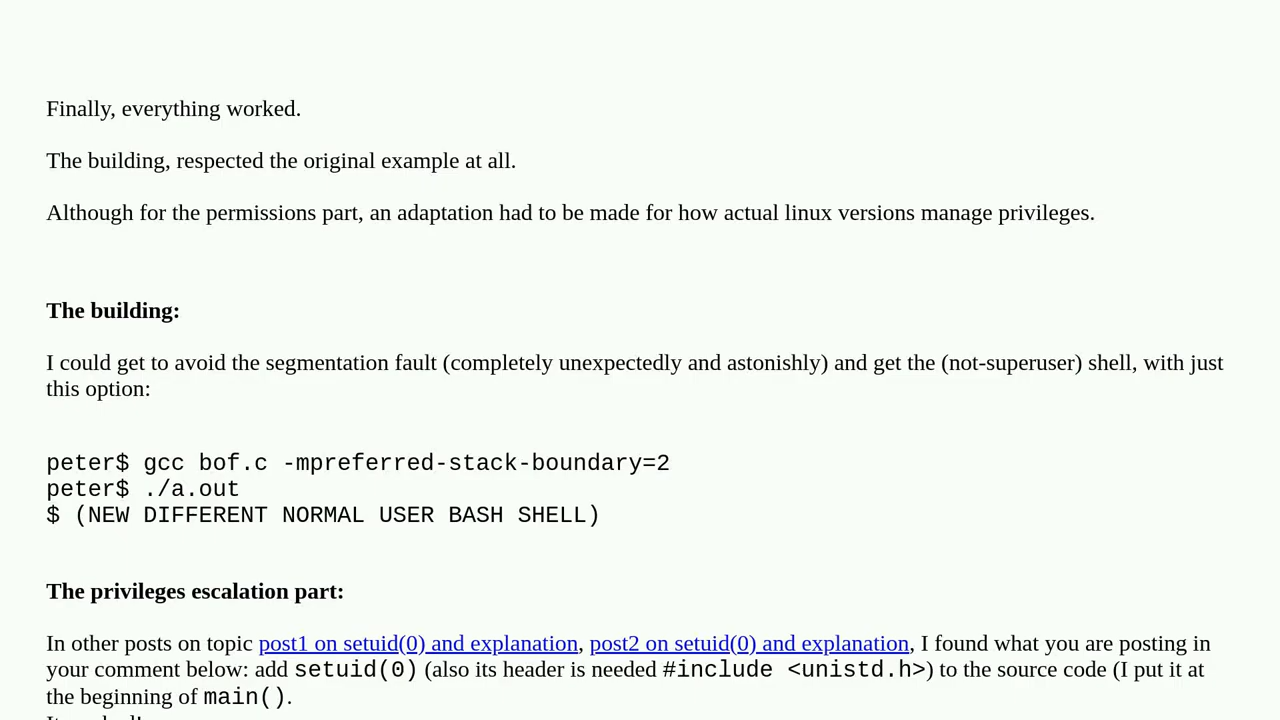 Finally, everything worked.
The building, respected the original example at all.
Although for the permissions part, an adaptation had to be made for how actual linux versions manage privileges.
The building:
I could get to avoid the segmentation fault (completely unexpectedly and astonishly) and get the (not-superuser) shell, with just
this option:
peter$ gcc bof.c -mpreferred-stack-boundary=2
peter$ ./a.out
$ (NEW DIFFERENT NORMAL USER BASH SHELL)
The privileges escalation part:
In other posts on topic post1 on setuid(0) and explanation, post2 on setuid(0) and explanation, I found what you are posting in
your comment below: add setuid(0) (also its header is needed #include <unistd.h>) to the source code (I put it at
the beginning of main().